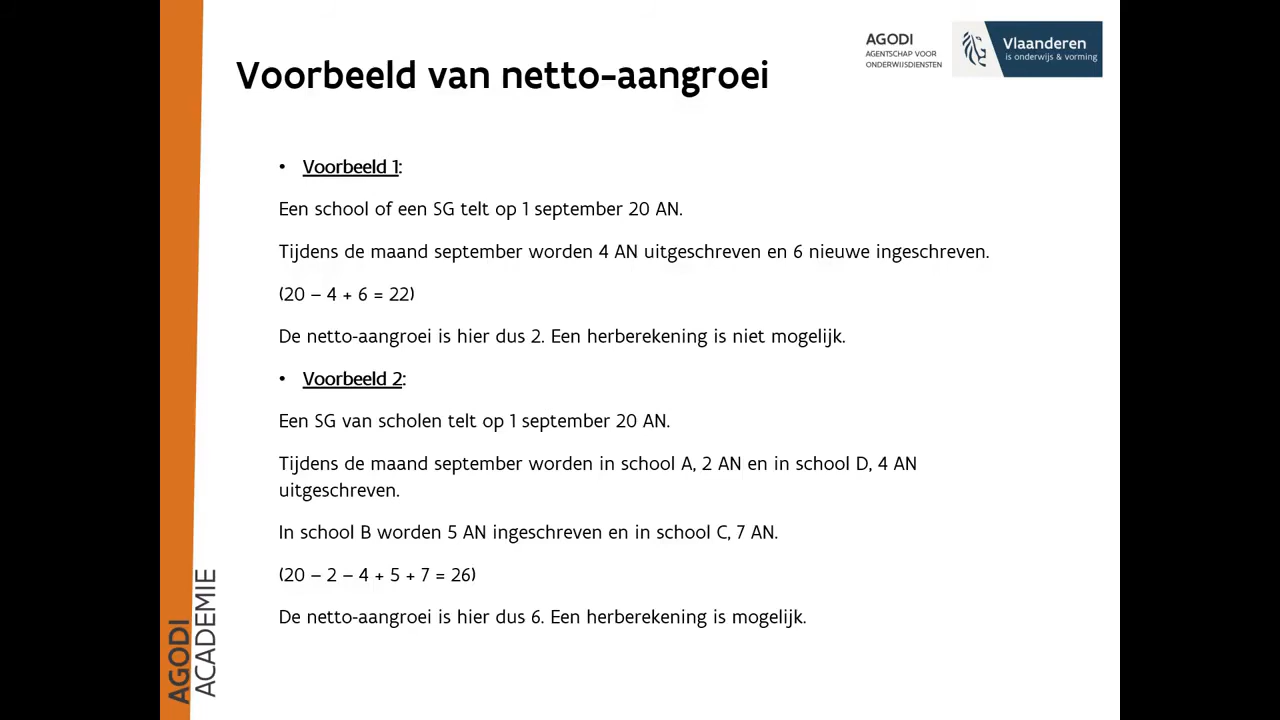 Voorbeeld van netto-aangroei
AGODI
AGENTSCHAP VOOR
ONDERWIJSDIENSTEN
Vlaanderen
is onderwijs & vorming
• Voorbeeld 1:
Een school of een SG telt op 1 september 20 AN.
Tijdens de maand september worden 4 AN uitgeschreven en 6 nieuwe ingeschreven.
(20 – 4 + 6 = 22)
De netto-aangroei is hier dus 2. Een herberekening is niet mogelijk.
• Voorbeeld 2:
Een SG van scholen telt op 1 september 20 AN.
Tijdens de maand september worden in school A, 2 AN en in school D, 4 AN
uitgeschreven.
In school B worden 5 AN ingeschreven en in school C, 7 AN.
(20 – 2 – 4 + 5 + 7 = 26)
De netto-aangroei is hier dus 6. Een herberekening is mogelijk.
AGODI
ACADEMIE